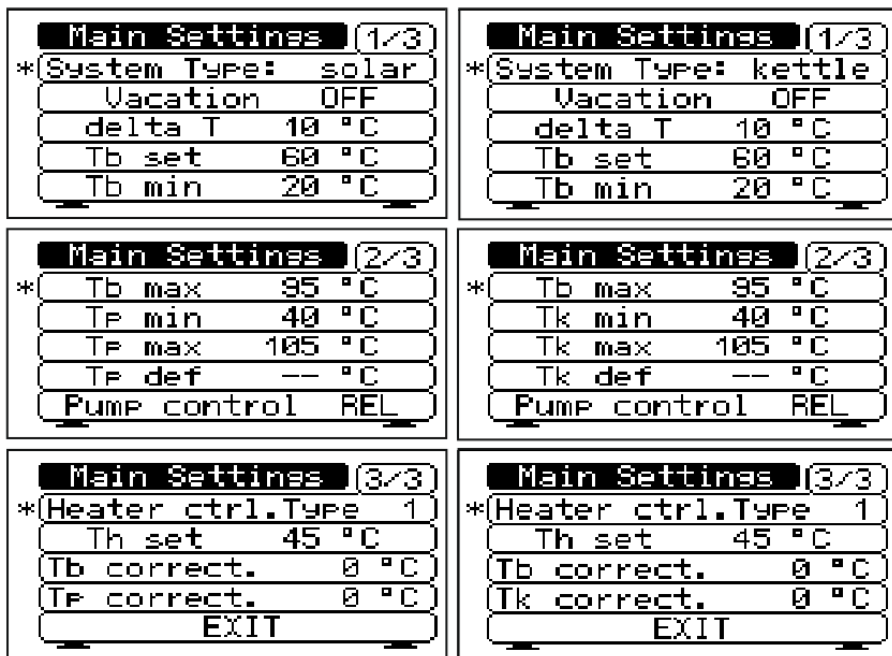 Main Settings 1/3
*System Type: solar
Vacation OFF
delta T 10 °C
Tb set 60 °C
Tb min 20 °C
Main Settings 1/3
*System Type: kettle
Vacation OFF
delta T 10 °C
Tb set 60 °C
Tb min 20 °C
Main Settings 2/3
* Tb max 95 °C
Tp min 40 °C
Tp max 105 °C
Tp def -- °C
Pump control REL
Main Settings 2/3
* Tb max 95 °C
Tk min 40 °C
Tk max 105 °C
Tk def -- °C
Pump control REL
Main Settings 3/3
*Heater ctrl.Type 1
Th set 45 °C
Tb correct. 0 °C
Tp correct. 0 °C
EXIT
Main Settings 3/3
*Heater ctrl.Type 1
Th set 45 °C
Tb correct. 0 °C
Tk correct. 0 °C
EXIT